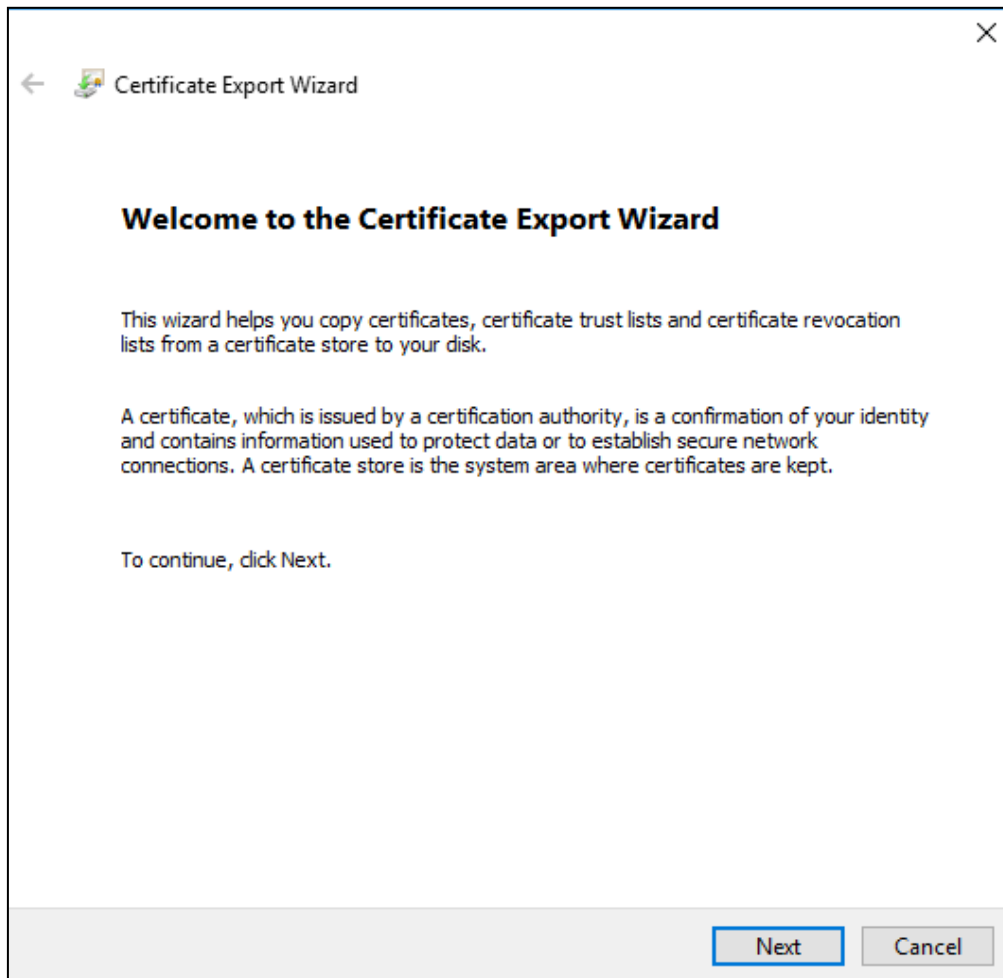 Certificate Export Wizard
Welcome to the Certificate Export Wizard
This wizard helps you copy certificates, certificate trust lists and certificate revocation
lists from a certificate store to your disk.
A certificate, which is issued by a certification authority, is a confirmation of your identity
and contains information used to protect data or to establish secure network
connections. A certificate store is the system area where certificates are kept.
To continue, click Next.
Next Cancel